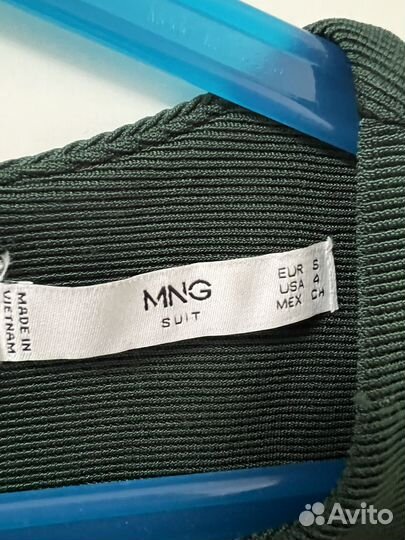 MADE IN
VIETNAM
MNG
SUIT
EUR S
USA 4
MEX CH
Avito